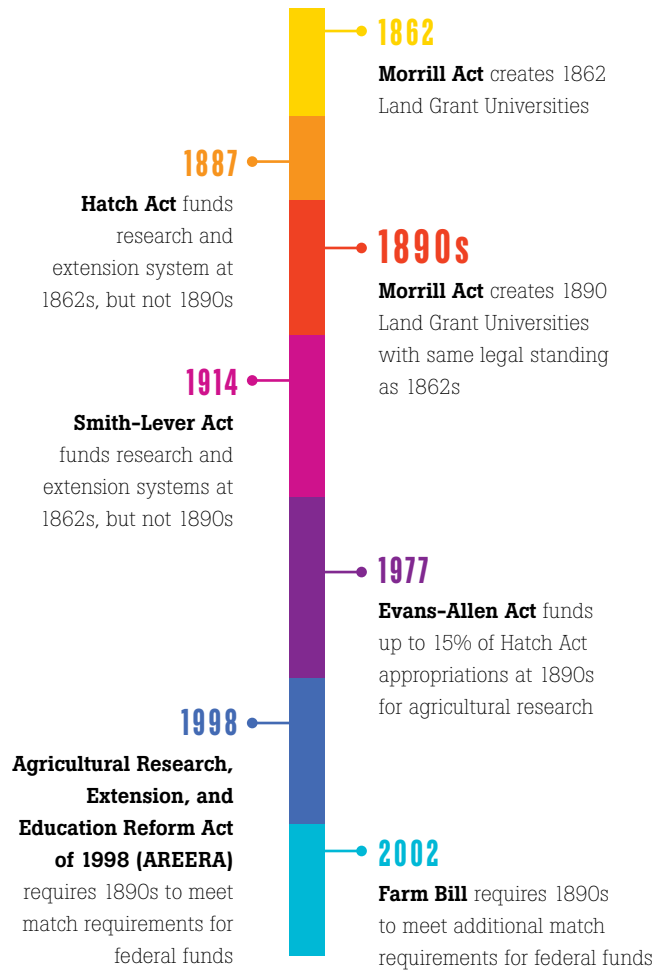 1862
Morrill Act creates 1862
Land Grant Universities
1887
Hatch Act funds
research and
extension system at
1862s, but not 1890s
1890s
Morrill Act creates 1890
Land Grant Universities
with same legal standing
as 1862s
1914
Smith-Lever Act
funds research and
extension systems at
1862s, but not 1890s
1977
Evans-Allen Act funds
up to 15% of Hatch Act
appropriations at 1890s
for agricultural research
1998
Agricultural Research,
Extension, and
Education Reform Act
of 1998 (AREERA)
requires 1890s to meet
match requirements for
federal funds
2002
Farm Bill requires 1890s
to meet additional match
requirements for federal funds